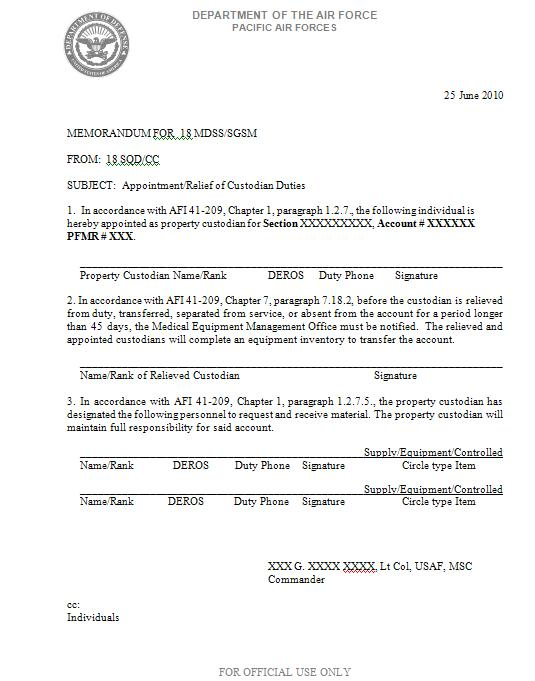 DEPARTMENT OF THE AIR FORCE
PACIFIC AIR FORCES
DEPARTMENT OF DEFENSE
UNITED STATES OF AMERICA
25 June 2010
MEMORANDUM FOR 18 MDSS/SGSM
FROM: 18 SQD/CC
SUBJECT: Appointment/Relief of Custodian Duties
1. In accordance with AFI 41-209, Chapter 1, paragraph 1.2.7., the following individual is
hereby appointed as property custodian for Section XXXXXXXXX, Account # XXXXXX
PFMR # XXX.
Property Custodian Name/Rank DEROS Duty Phone Signature
2. In accordance with AFI 41-209, Chapter 7, paragraph 7.18.2, before the custodian is relieved
from duty, transferred, separated from service, or absent from the account for a period longer
than 45 days, the Medical Equipment Management Office must be notified. The relieved and
appointed custodians will complete an equipment inventory to transfer the account.
Name/Rank of Relieved Custodian Signature
3. In accordance with AFI 41-209, Chapter 1, paragraph 1.2.7.5., the property custodian has
designated the following personnel to request and receive material. The property custodian will
maintain full responsibility for said account.
Supply/Equipment/Controlled
Name/Rank DEROS Duty Phone Signature Circle type Item
Supply/Equipment/Controlled
Name/Rank DEROS Duty Phone Signature Circle type Item
XXX G. XXXX XXXX, Lt Col, USAF, MSC
Commander
cc:
Individuals
FOR OFFICIAL USE ONLY